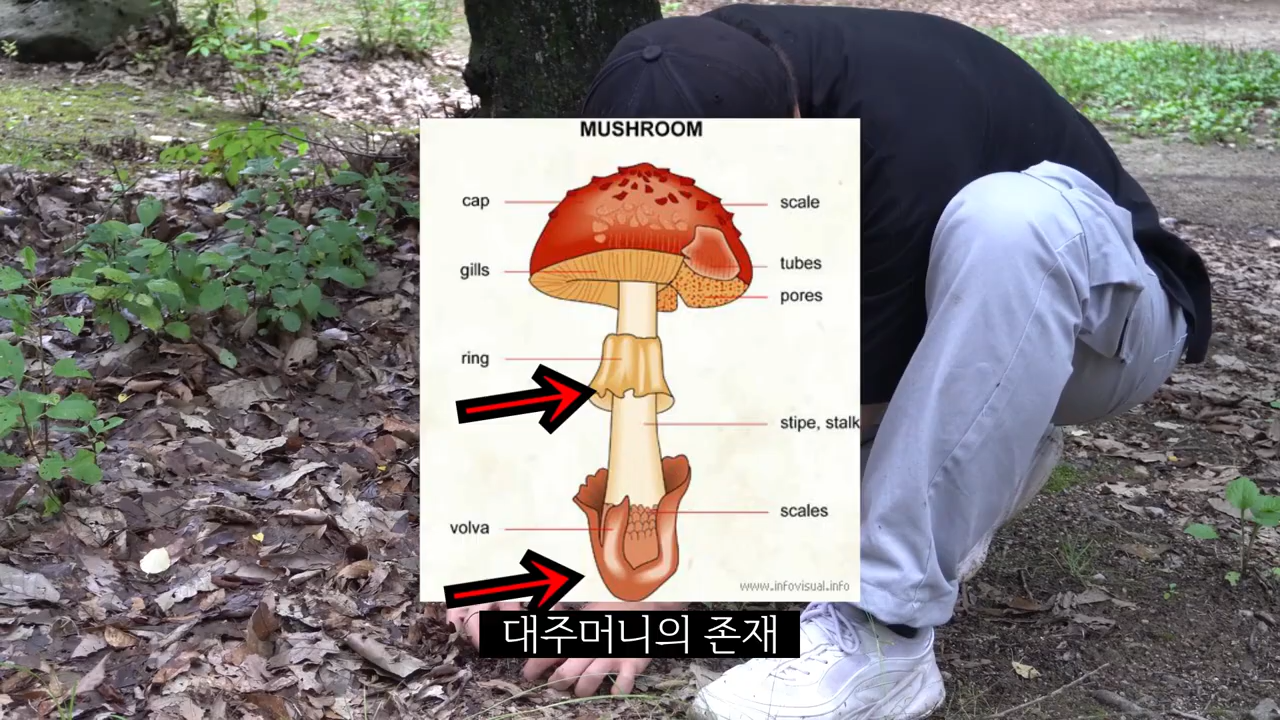 MUSHROOM
cap
scale
gills
tubes
pores
ring
stipe, stalk
volva
scales
www.infovisual.info
대주머니의 존재